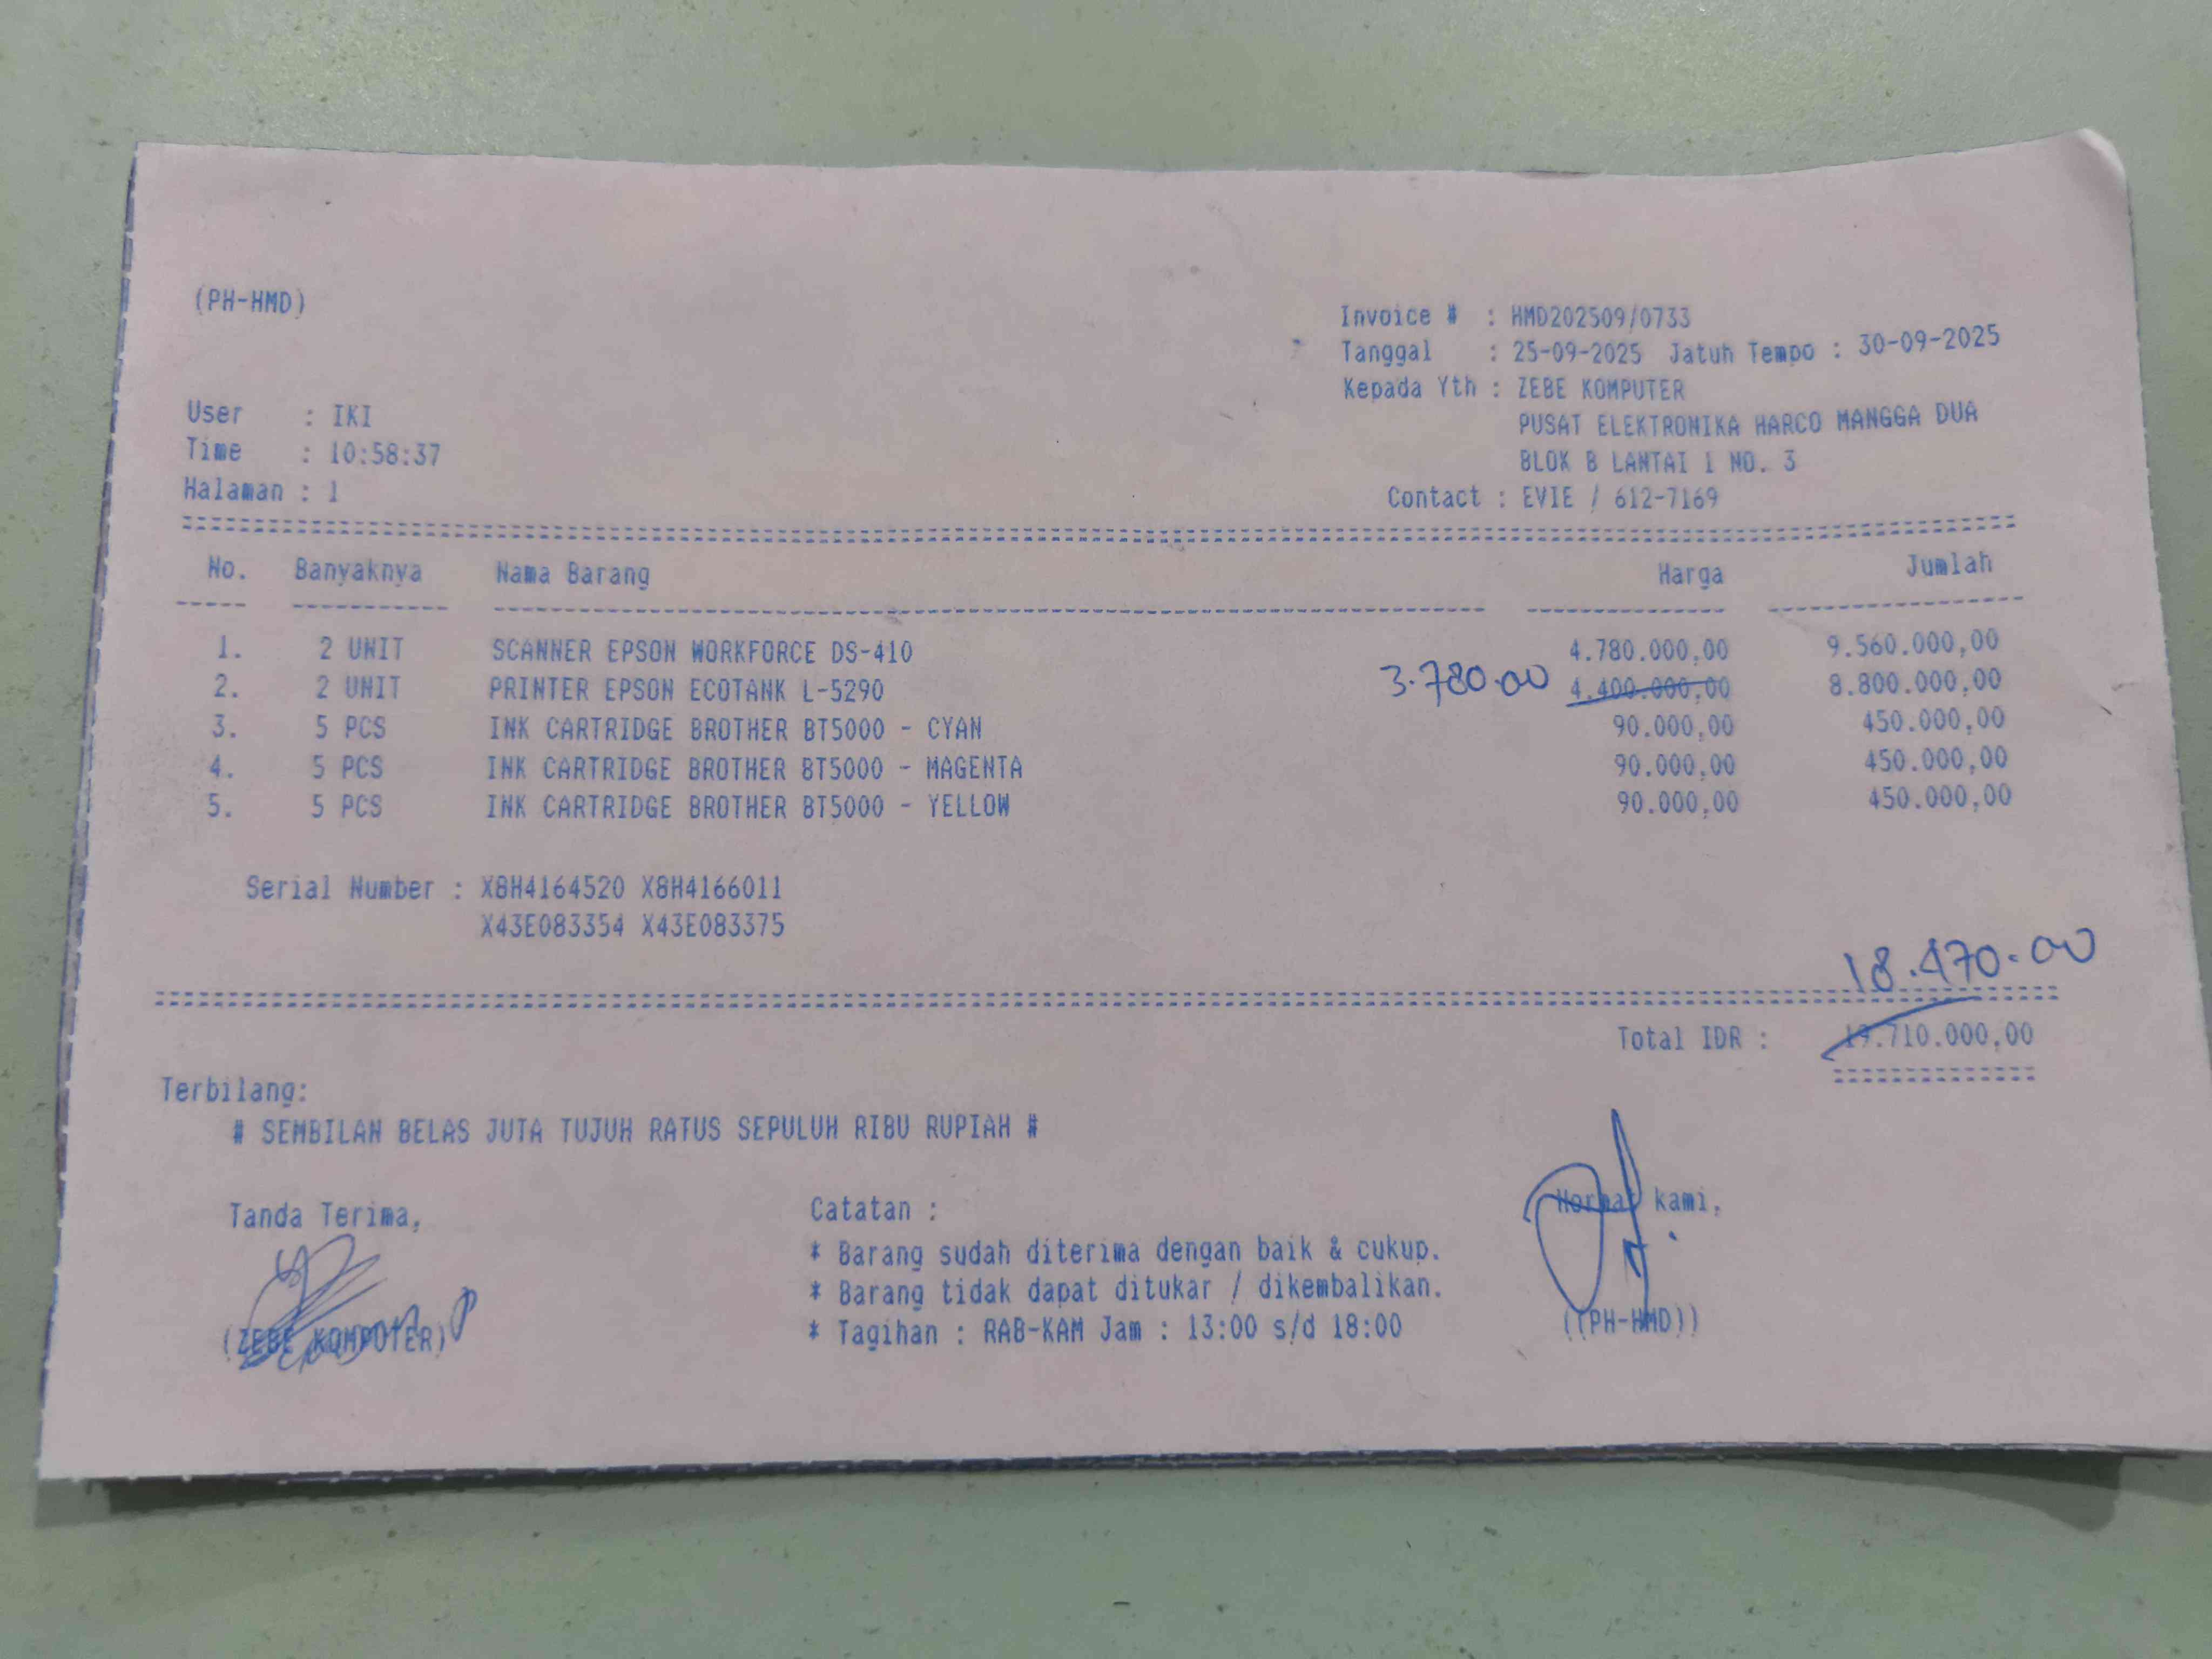 (PH-HMD)
Invoice # : HMD202509/0733
Tanggal : 25-09-2025 Jatuh Tempo : 30-09-2025
Kepada Yth : ZEBE KOMPUTER
PUSAT ELEKTRONIKA HARCO MANGGA DUA
BLOK B LANTAI 1 NO. 3
Contact : EVIE / 612-7169
User : IKI
Time : 10:58:37
Halaman : 1
No. Banyaknya Nama Barang Harga Jumlah
1. 2 UNIT SCANNER EPSON WORKFORCE DS-410 4.780.000,00 9.560.000,00
2. 2 UNIT PRINTER EPSON ECOTANK L-5290 3.780.00 4.400.000,00 8.800.000,00
3. 5 PCS INK CARTRIDGE BROTHER BT5000 - CYAN 90.000,00 450.000,00
4. 5 PCS INK CARTRIDGE BROTHER BT5000 - MAGENTA 90.000,00 450.000,00
5. 5 PCS INK CARTRIDGE BROTHER BT5000 - YELLOW 90.000,00 450.000,00
Serial Number : X8H4164520 X8H4166011
X43E083354 X43E083375
18.470.00
Total IDR : 19.710.000,00
Terbilang:
# SEMBILAN BELAS JUTA TUJUH RATUS SEPULUH RIBU RUPIAH #
Tanda Terima,
(ZEBE KOMPUTER)
Catatan :
* Barang sudah diterima dengan baik & cukup.
* Barang tidak dapat ditukar / dikembalikan.
* Tagihan : RAB-KAM Jam : 13:00 s/d 18:00
Hormat kami,
((PH-HMD))